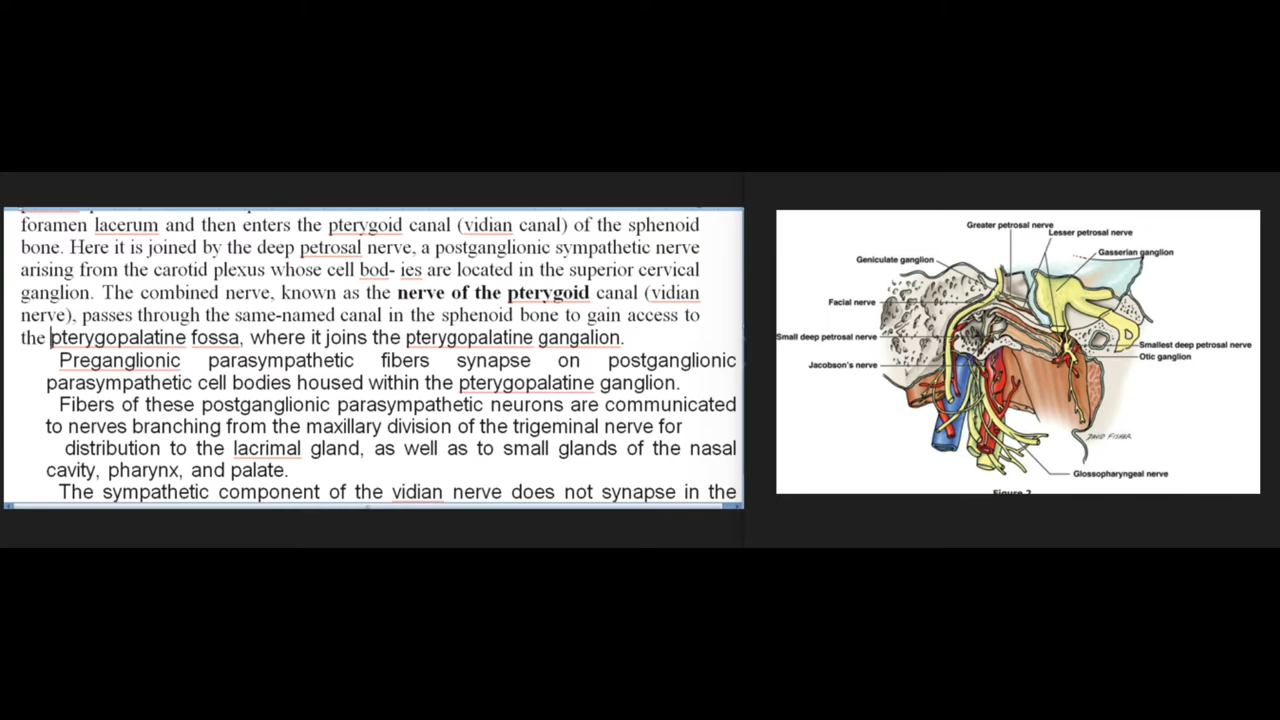 foramen lacerum and then enters the pterygoid canal (vidian canal) of the sphenoid
bone. Here it is joined by the deep petrosal nerve, a postganglionic sympathetic nerve
arising from the carotid plexus whose cell bod- ies are located in the superior cervical
ganglion. The combined nerve, known as the nerve of the pterygoid canal (vidian
nerve), passes through the same-named canal in the sphenoid bone to gain access to
the pterygopalatine fossa, where it joins the pterygopalatine gangalion.
Preganglionic parasympathetic fibers synapse on postganglionic
parasympathetic cell bodies housed within the pterygopalatine ganglion.
Fibers of these postganglionic parasympathetic neurons are communicated
to nerves branching from the maxillary division of the trigeminal nerve for
distribution to the lacrimal gland, as well as to small glands of the nasal
cavity, pharynx, and palate.
The sympathetic component of the vidian nerve does not synapse in the
Greater petrosal nerve
Lesser petrosal nerve
Gasserian ganglion
Geniculate ganglion
Facial nerve
Small deep petrosal nerve
Smallest deep petrosal nerve
Otic ganglion
Jacobson's nerve
DAVID FISHER
Glossopharyngeal nerve
Figure 2